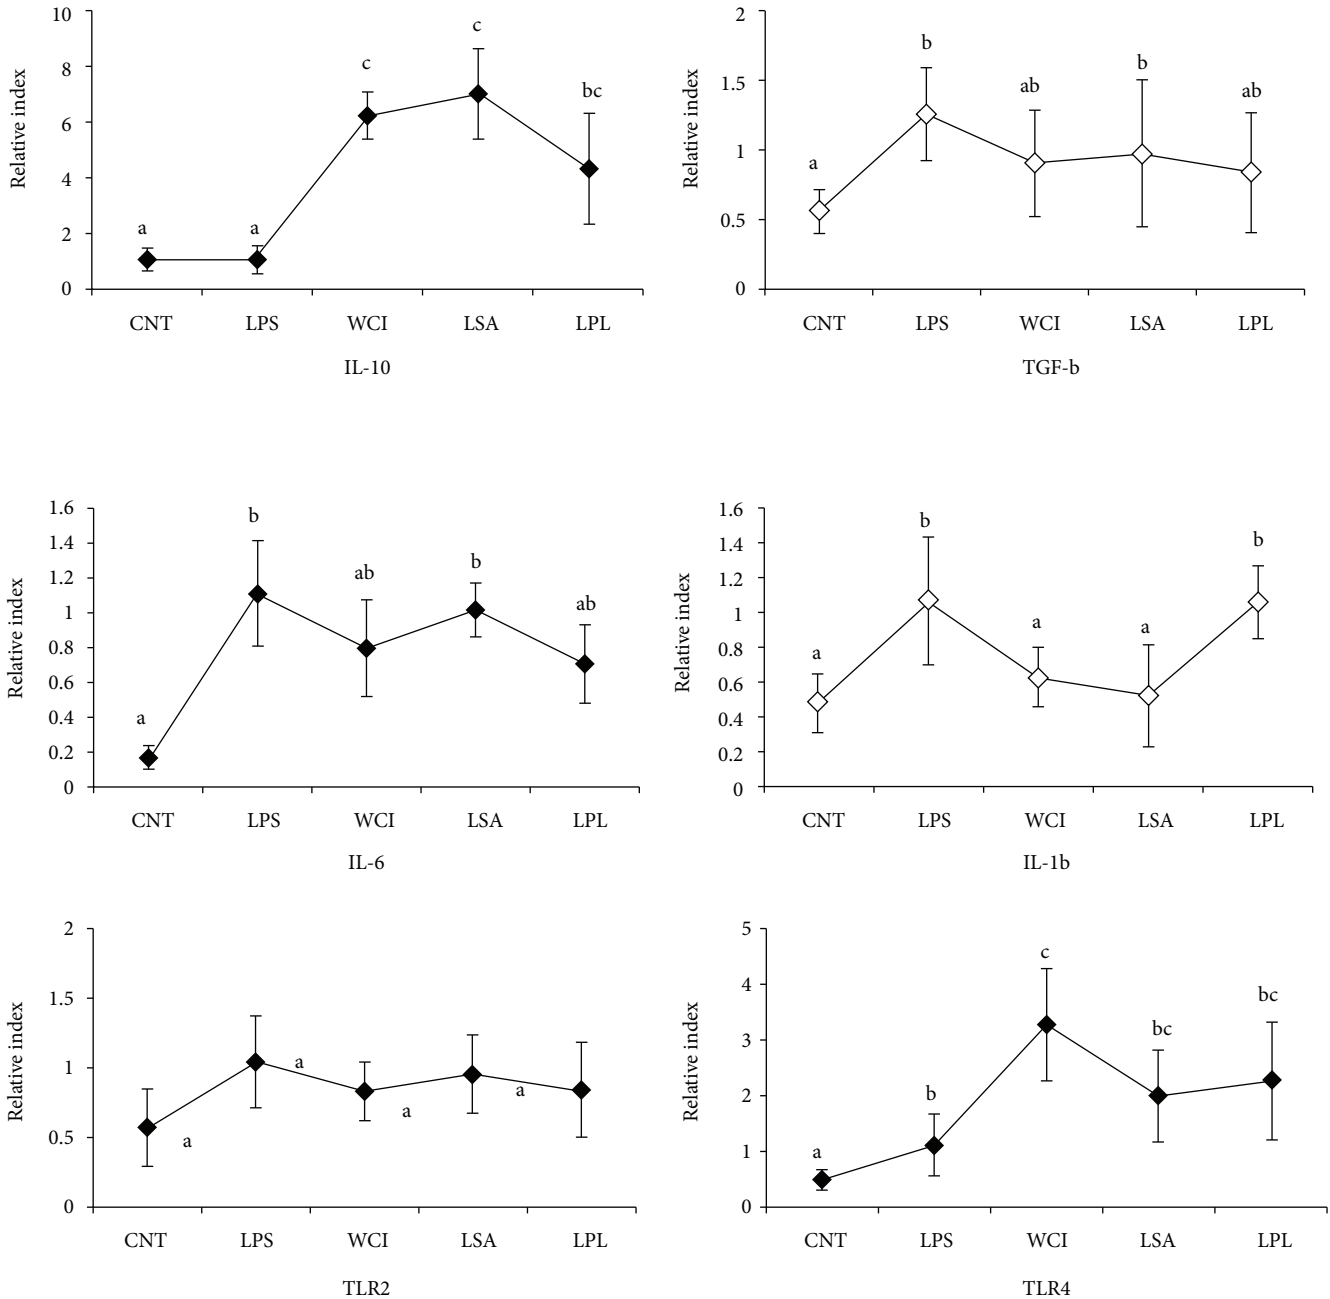 10
8
6
4
2
0
Relative index
a
a
c
c
bc
CNT LPS WCI LSA LPL
IL-10
2
1.5
1
0.5
0
Relative index
a
b
ab
b
ab
CNT LPS WCI LSA LPL
TGF-b
1.6
1.4
1.2
1
0.8
0.6
0.4
0.2
0
Relative index
a
b
ab
b
ab
CNT LPS WCI LSA LPL
IL-6
1.6
1.4
1.2
1
0.8
0.6
0.4
0.2
0
Relative index
a
b
a
a
b
CNT LPS WCI LSA LPL
IL-1b
2
1.5
1
0.5
0
Relative index
a
a
a
a
CNT LPS WCI LSA LPL
TLR2
5
4
3
2
1
0
Relative index
a
b
c
bc
bc
CNT LPS WCI LSA LPL
TLR4